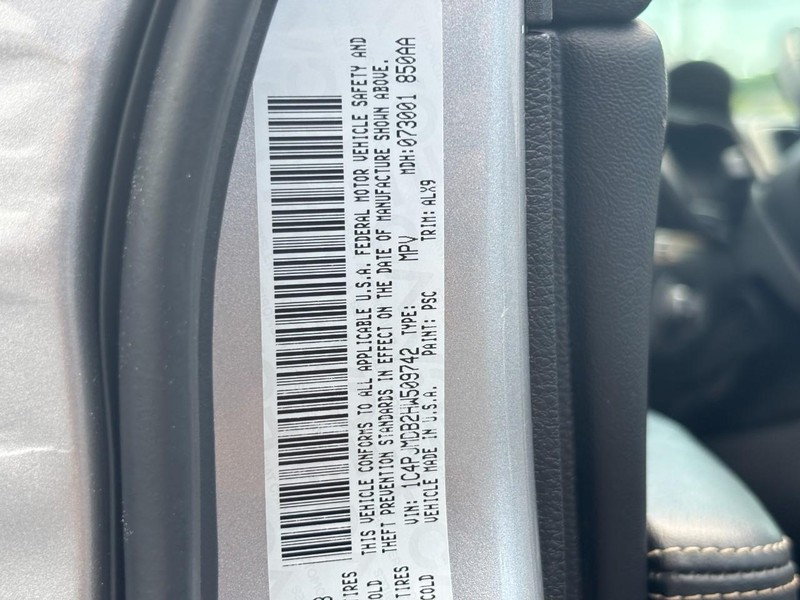 THIS VEHICLE CONFORMS TO ALL APPLICABLE U.S.A. FEDERAL MOTOR VEHICLE SAFETY AND
THEFT PREVENTION STANDARDS IN EFFECT ON THE DATE OF MANUFACTURE SHOWN ABOVE.
VIN: 1C4PJMDB2HW509742 TYPE: MPV MDH:073001 850AA
VEHICLE MADE IN U.S.A. PAINT: PSC TRIM: ALX9
TIRES
COLD
TIRES
COLD